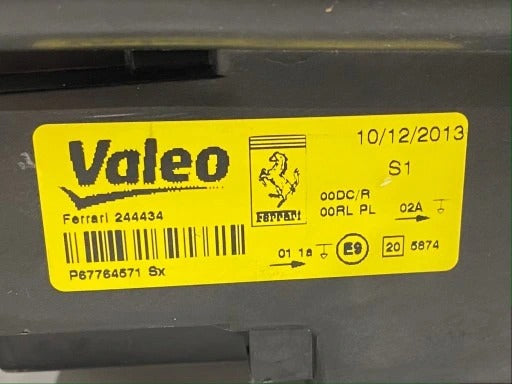 Valeo
Ferrari 244434
P67764571 Sx
Ferrari
10/12/2013
S1
00DC/R
00RL PL 02A
01 1a E9 20 5874